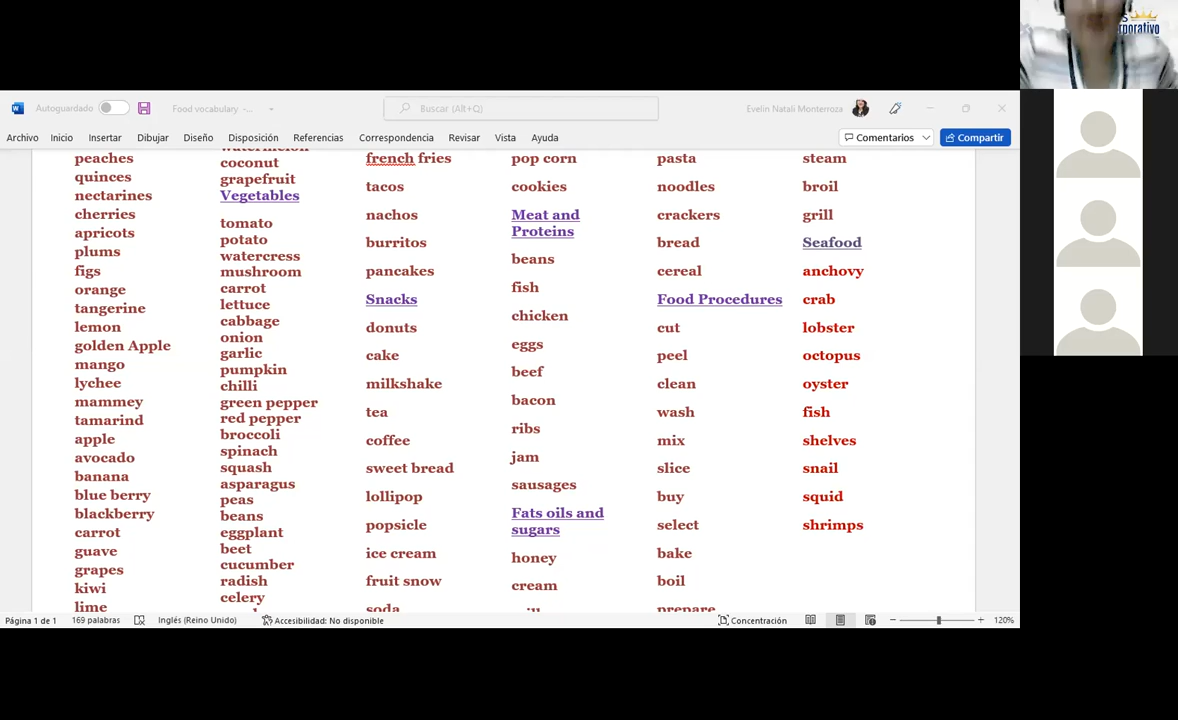 Autoguardado
Food vocabulary -...
Buscar (Alt+Q)
Evelin Natali Monterroza
Archivo Inicio Insertar Dibujar Diseño Disposición Referencias Correspondencia Revisar Vista Ayuda
Comentarios
Compartir
peaches
quinces
nectarines
cherries
apricots
plums
figs
orange
tangerine
lemon
golden Apple
mango
lychee
mammey
tamarind
apple
avocado
banana
blue berry
blackberry
carrot
guave
grapes
kiwi
lime
watermelon
coconut
grapefruit
Vegetables
tomato
potato
watercress
mushroom
carrot
lettuce
cabbage
onion
garlic
pumpkin
chilli
green pepper
red pepper
broccoli
spinach
squash
asparagus
peas
beans
eggplant
beet
cucumber
radish
celery
french fries
tacos
nachos
burritos
pancakes
Snacks
donuts
cake
milkshake
tea
coffee
sweet bread
lollipop
popsicle
ice cream
fruit snow
soda
pop corn
cookies
Meat and
Proteins
beans
fish
chicken
eggs
beef
bacon
ribs
jam
sausages
Fats oils and
sugars
honey
cream
pasta
noodles
crackers
bread
cereal
Food Procedures
cut
peel
clean
wash
mix
slice
buy
select
bake
boil
prepare
steam
broil
grill
Seafood
anchovy
crab
lobster
octopus
oyster
fish
shelves
snail
squid
shrimps
Página 1 de 1 169 palabras Inglés (Reino Unido) Accesibilidad: No disponible
Concentración
120%